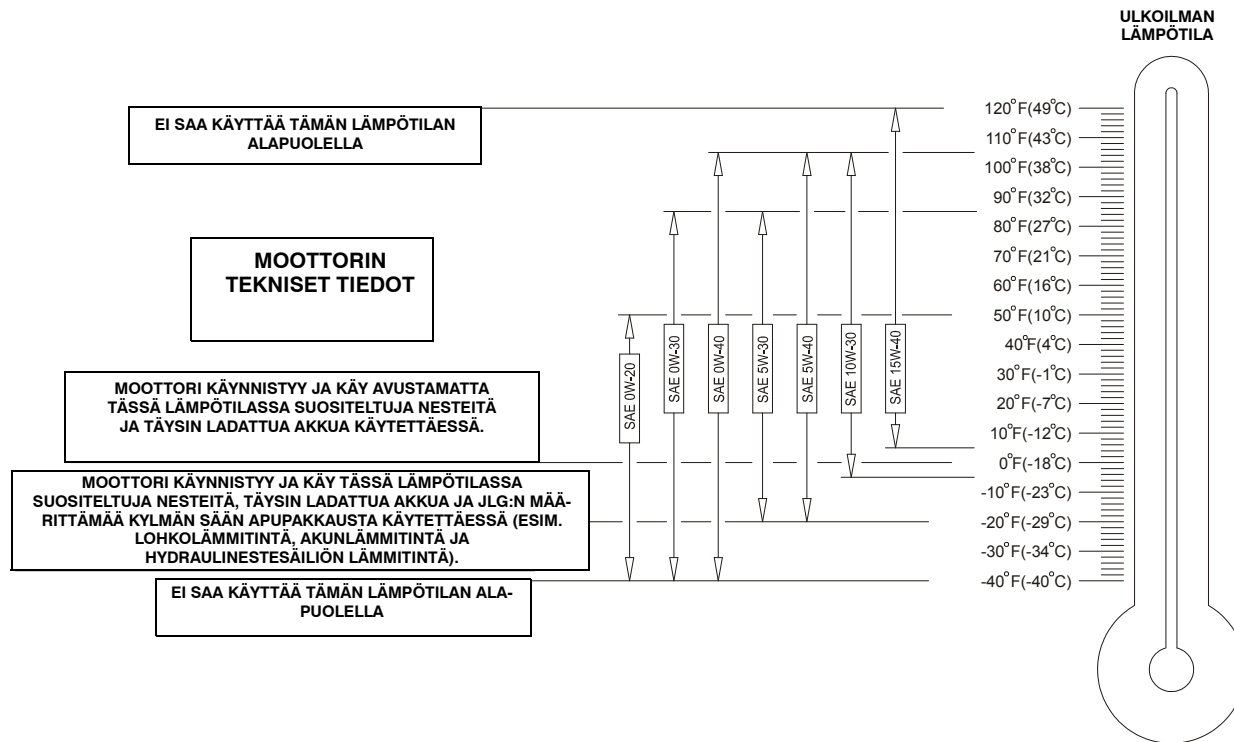 ULKOILMAN
LÄMPÖTILA
EI SAA KÄYTTÄÄ TÄMÄN LÄMPÖTILAN
ALAPUOLELLA
MOOTTORIN
TEKNISET TIEDOT
MOOTTORI KÄYNNISTYY JA KÄY AVUSTAMATTA
TÄSSÄ LÄMPÖTILASSA SUOSITELTUJA NESTEITÄ
JA TÄYSIN LADATTUA AKKUA KÄYTETTÄESSÄ.
MOOTTORI KÄYNNISTYY JA KÄY TÄSSÄ LÄMPÖTILASSA
SUOSITELTUJA NESTEITÄ, TÄYSIN LADATTUA AKKUA JA JLG:N MÄÄ-
RITTÄMÄÄ KYLMÄN SÄÄN APUPAKKAUSTA KÄYTETTÄESSÄ (ESIM.
LOHKOLÄMMITINTÄ, AKUNLÄMMITINTÄ JA
HYDRAULINESTESÄILIÖN LÄMMITINTÄ).
EI SAA KÄYTTÄÄ TÄMÄN LÄMPÖTILAN ALA-
PUOLELLA
SAE 0W-20
SAE 0W-30
SAE 0W-40
SAE 5W-30
SAE 5W-40
SAE 10W-30
SAE 15W-40
120°F(49°C)
110°F(43°C)
100°F(38°C)
90°F(32°C)
80°F(27°C)
70°F(21°C)
60°F(16°C)
50°F(10°C)
40°F(4°C)
30°F(-1°C)
20°F(-7°C)
10°F(-12°C)
0°F(-18°C)
-10°F(-23°C)
-20°F(-29°C)
-30°F(-34°C)
-40°F(-40°C)